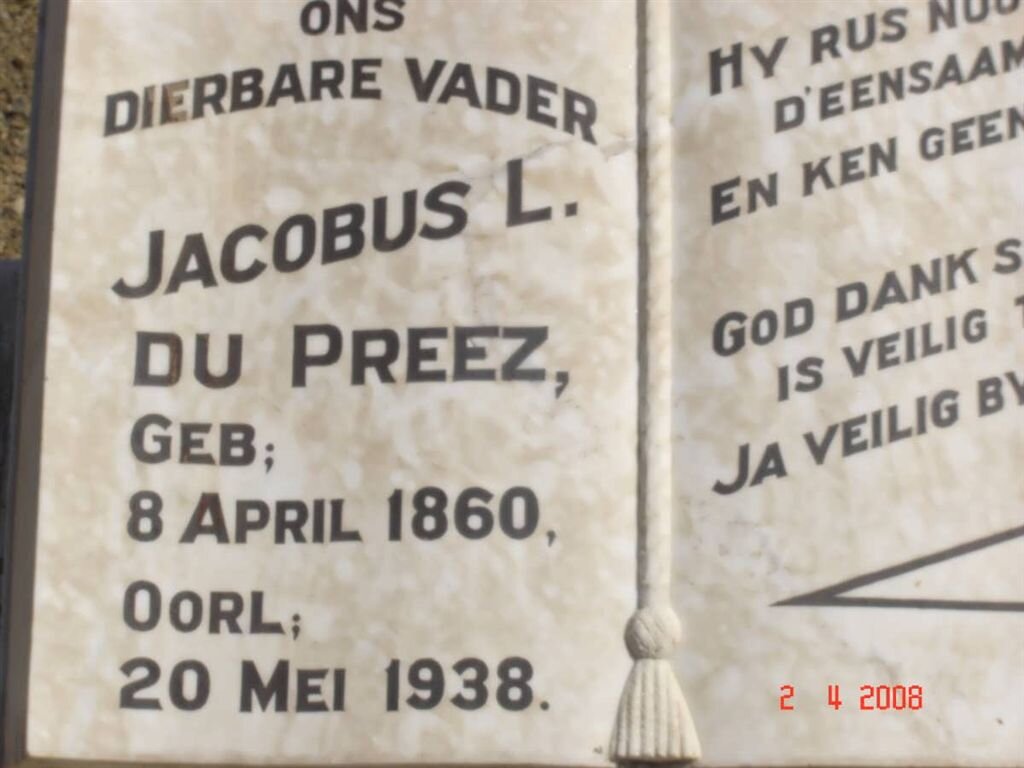 ONS
DIERBARE VADER
JACOBUS L.
DU PREEZ,
GEB;
8 APRIL 1860,
OORL;
20 MEI 1938.
HY RUS
D'EENSAAM
EN KEN GEEN
GOD DANK
IS VEILIG
JA VEILIG BY
2 4 2008